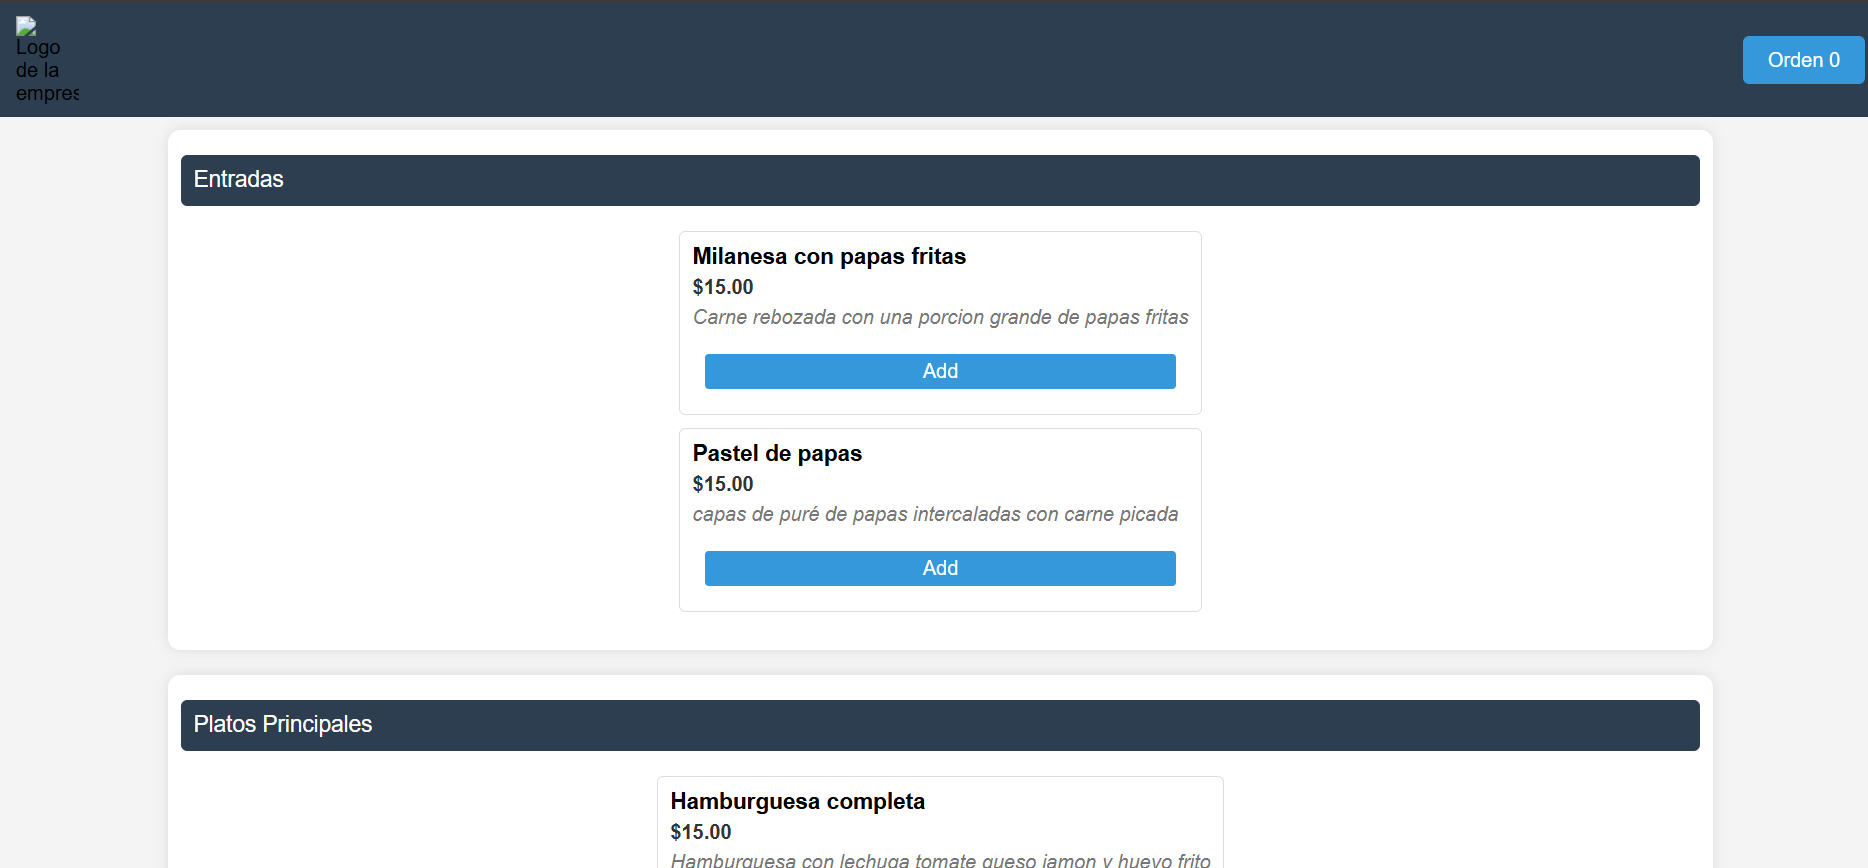 Logo
de la
empres
Orden 0
Entradas
Milanesa con papas fritas
$15.00
Carne rebozada con una porcion grande de papas fritas
Add
Pastel de papas
$15.00
capas de puré de papas intercaladas con carne picada
Add
Platos Principales
Hamburguesa completa
$15.00
Hamburguesa con lechuga tomate queso jamon y huevo frito